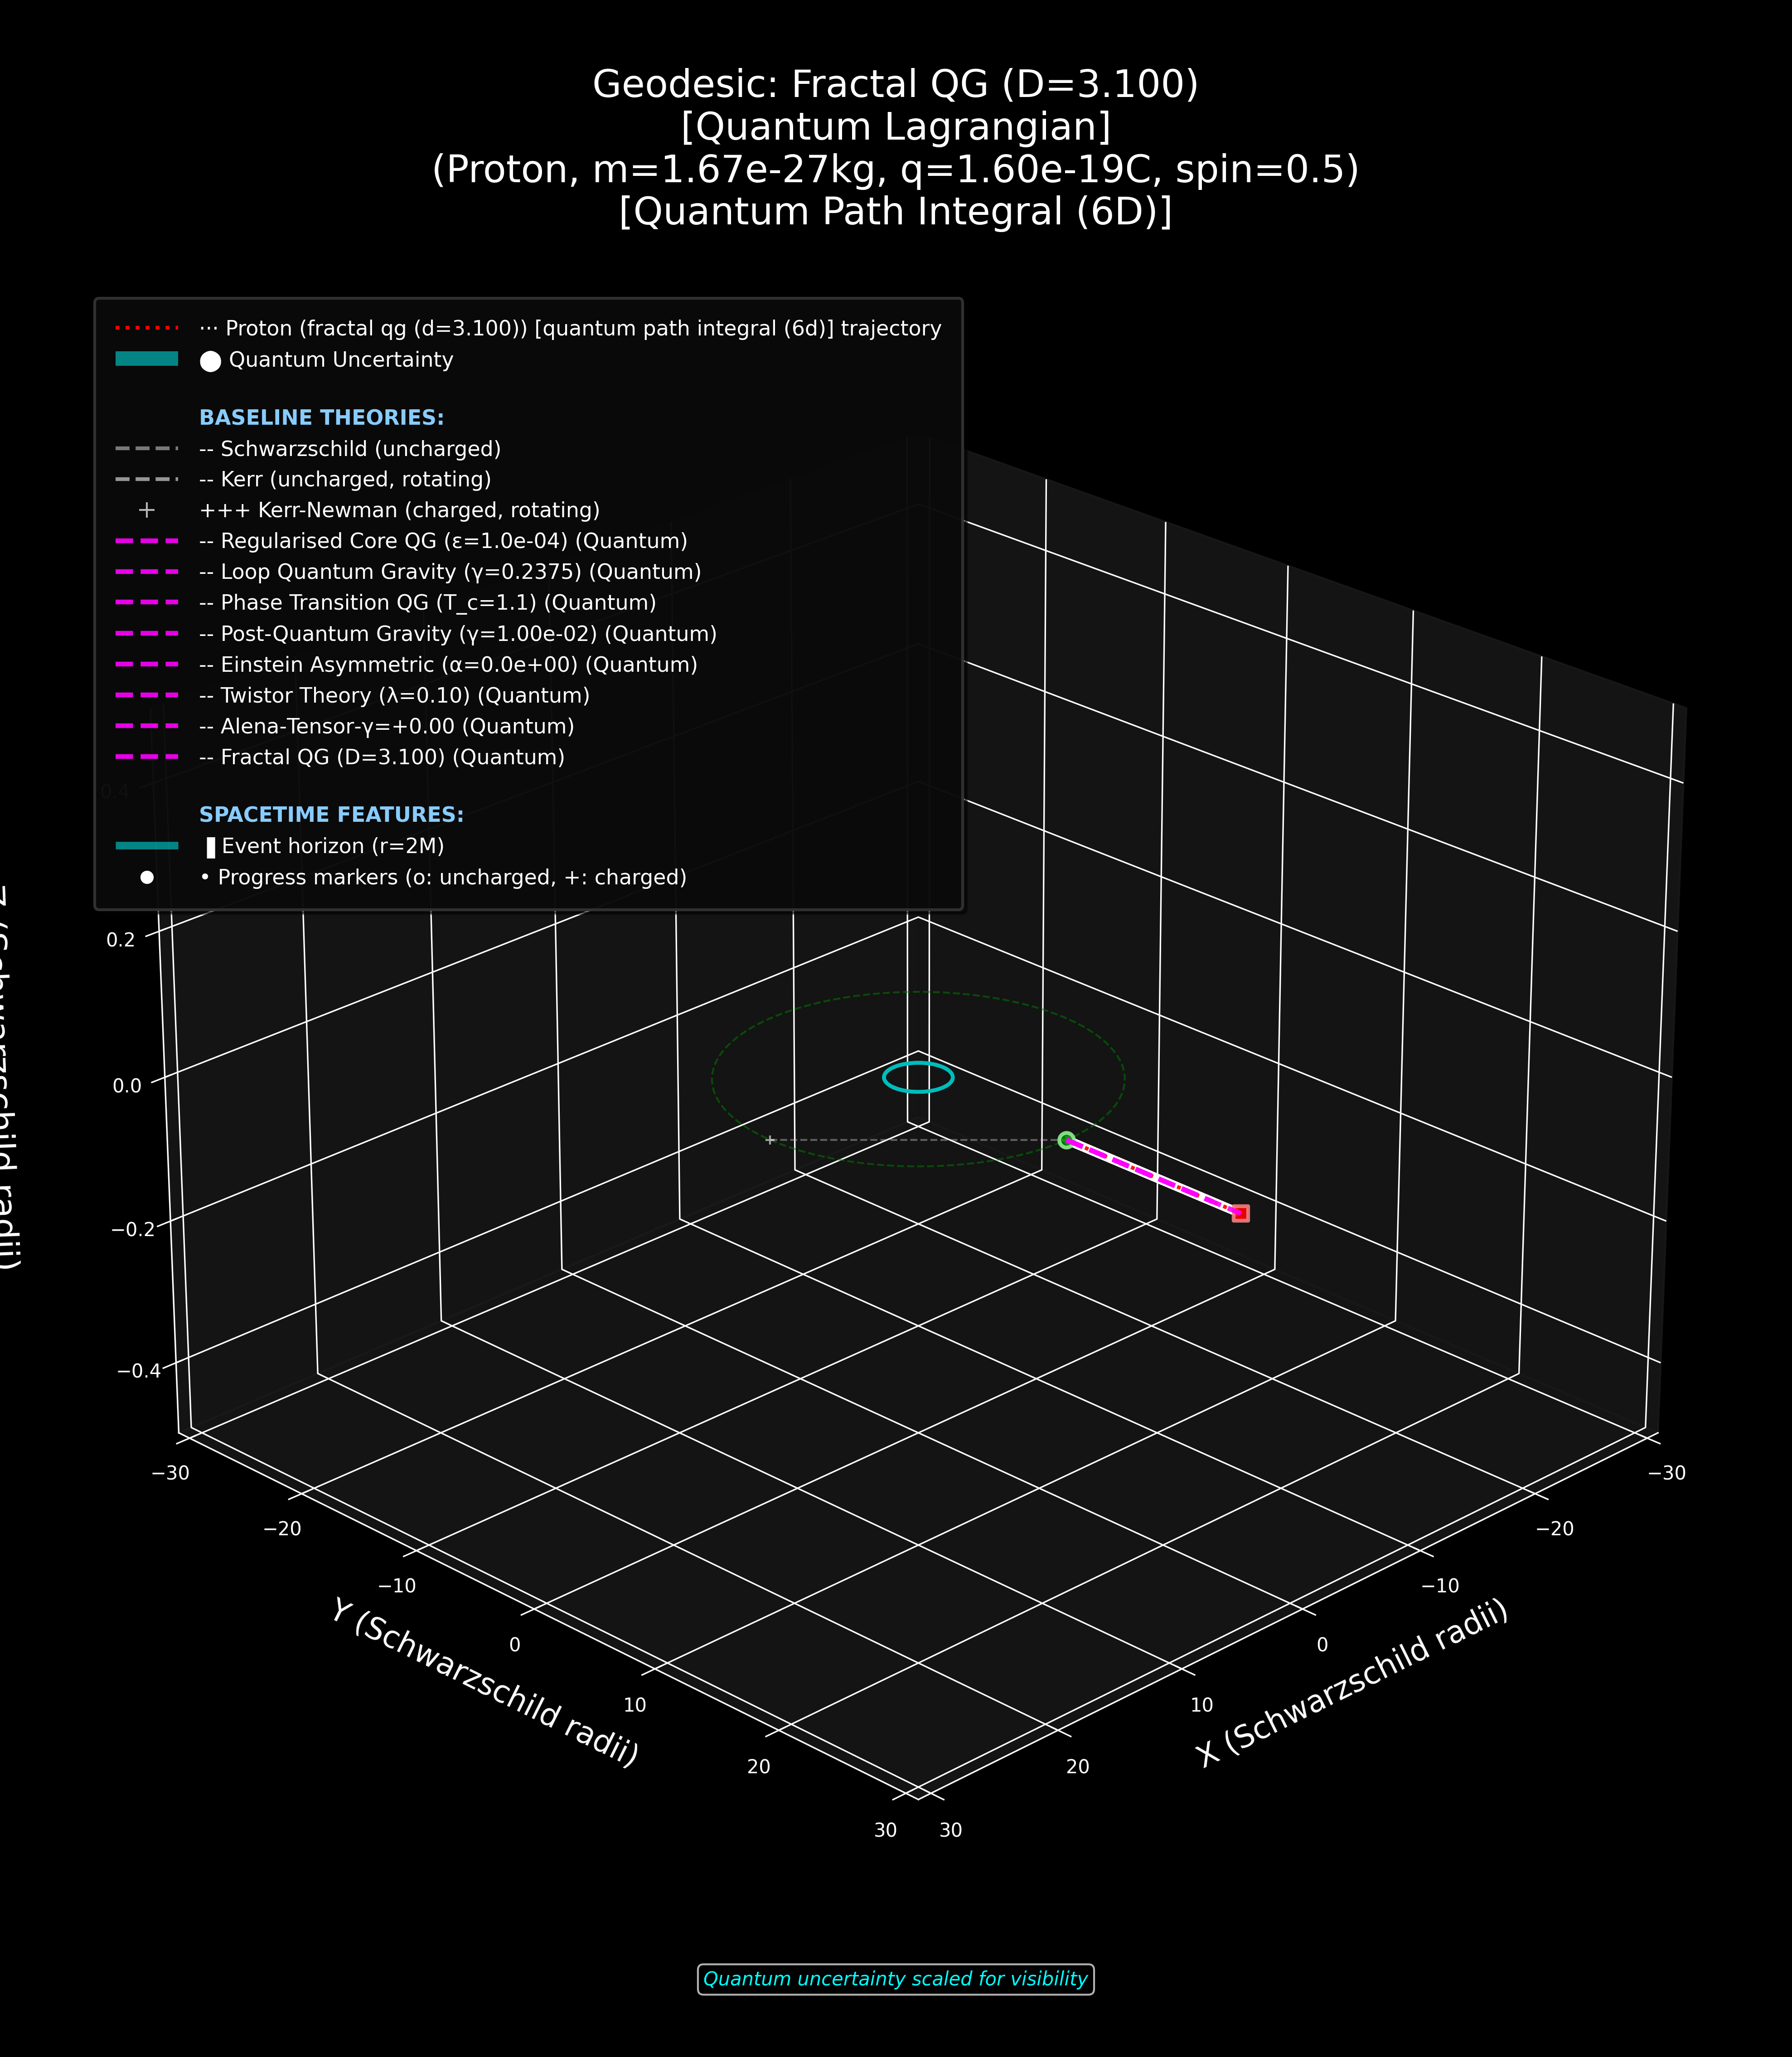 Geodesic: Fractal QG (D=3.100)
[Quantum Lagrangian]
(Proton, m=1.67e-27kg, q=1.60e-19C, spin=0.5)
[Quantum Path Integral (6D)]
··· Proton (fractal qg (d=3.100)) [quantum path integral (6d)] trajectory
⬤ Quantum Uncertainty
BASELINE THEORIES:
-- Schwarzschild (uncharged)
-- Kerr (uncharged, rotating)
+++ Kerr-Newman (charged, rotating)
-- Regularised Core QG (ε=1.0e-04) (Quantum)
-- Loop Quantum Gravity (γ=0.2375) (Quantum)
-- Phase Transition QG (T_c=1.1) (Quantum)
-- Post-Quantum Gravity (γ=1.00e-02) (Quantum)
-- Einstein Asymmetric (α=0.0e+00) (Quantum)
-- Twistor Theory (λ=0.10) (Quantum)
-- Alena-Tensor-γ=+0.00 (Quantum)
-- Fractal QG (D=3.100) (Quantum)
SPACETIME FEATURES:
▐ Event horizon (r=2M)
• Progress markers (o: uncharged, +: charged)
0.4
0.2
0.0
−0.2
−0.4
Z (Schwarzschild radii)
−30
−20
−10
0
10
20
30
Y (Schwarzschild radii)
30
20
10
0
−10
−20
−30
X (Schwarzschild radii)
Quantum uncertainty scaled for visibility